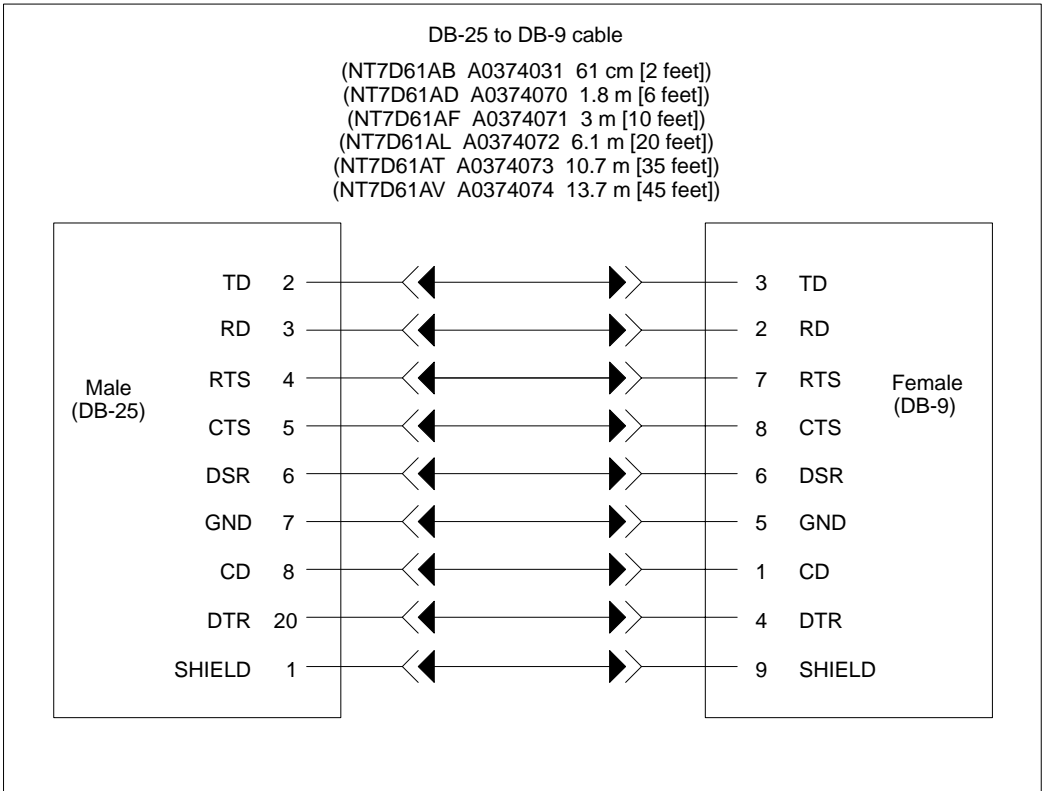 DB-25 to DB-9 cable
(NT7D61AB A0374031 61 cm [2 feet])
(NT7D61AD A0374070 1.8 m [6 feet])
(NT7D61AF A0374071 3 m [10 feet])
(NT7D61AL A0374072 6.1 m [20 feet])
(NT7D61AT A0374073 10.7 m [35 feet])
(NT7D61AV A0374074 13.7 m [45 feet])
TD 2 3 TD
RD 3 2 RD
RTS 4 7 RTS
Male
(DB-25)
Female
(DB-9)
CTS 5 8 CTS
DSR 6 6 DSR
GND 7 5 GND
CD 8 1 CD
DTR 20 4 DTR
SHIELD 1 9 SHIELD